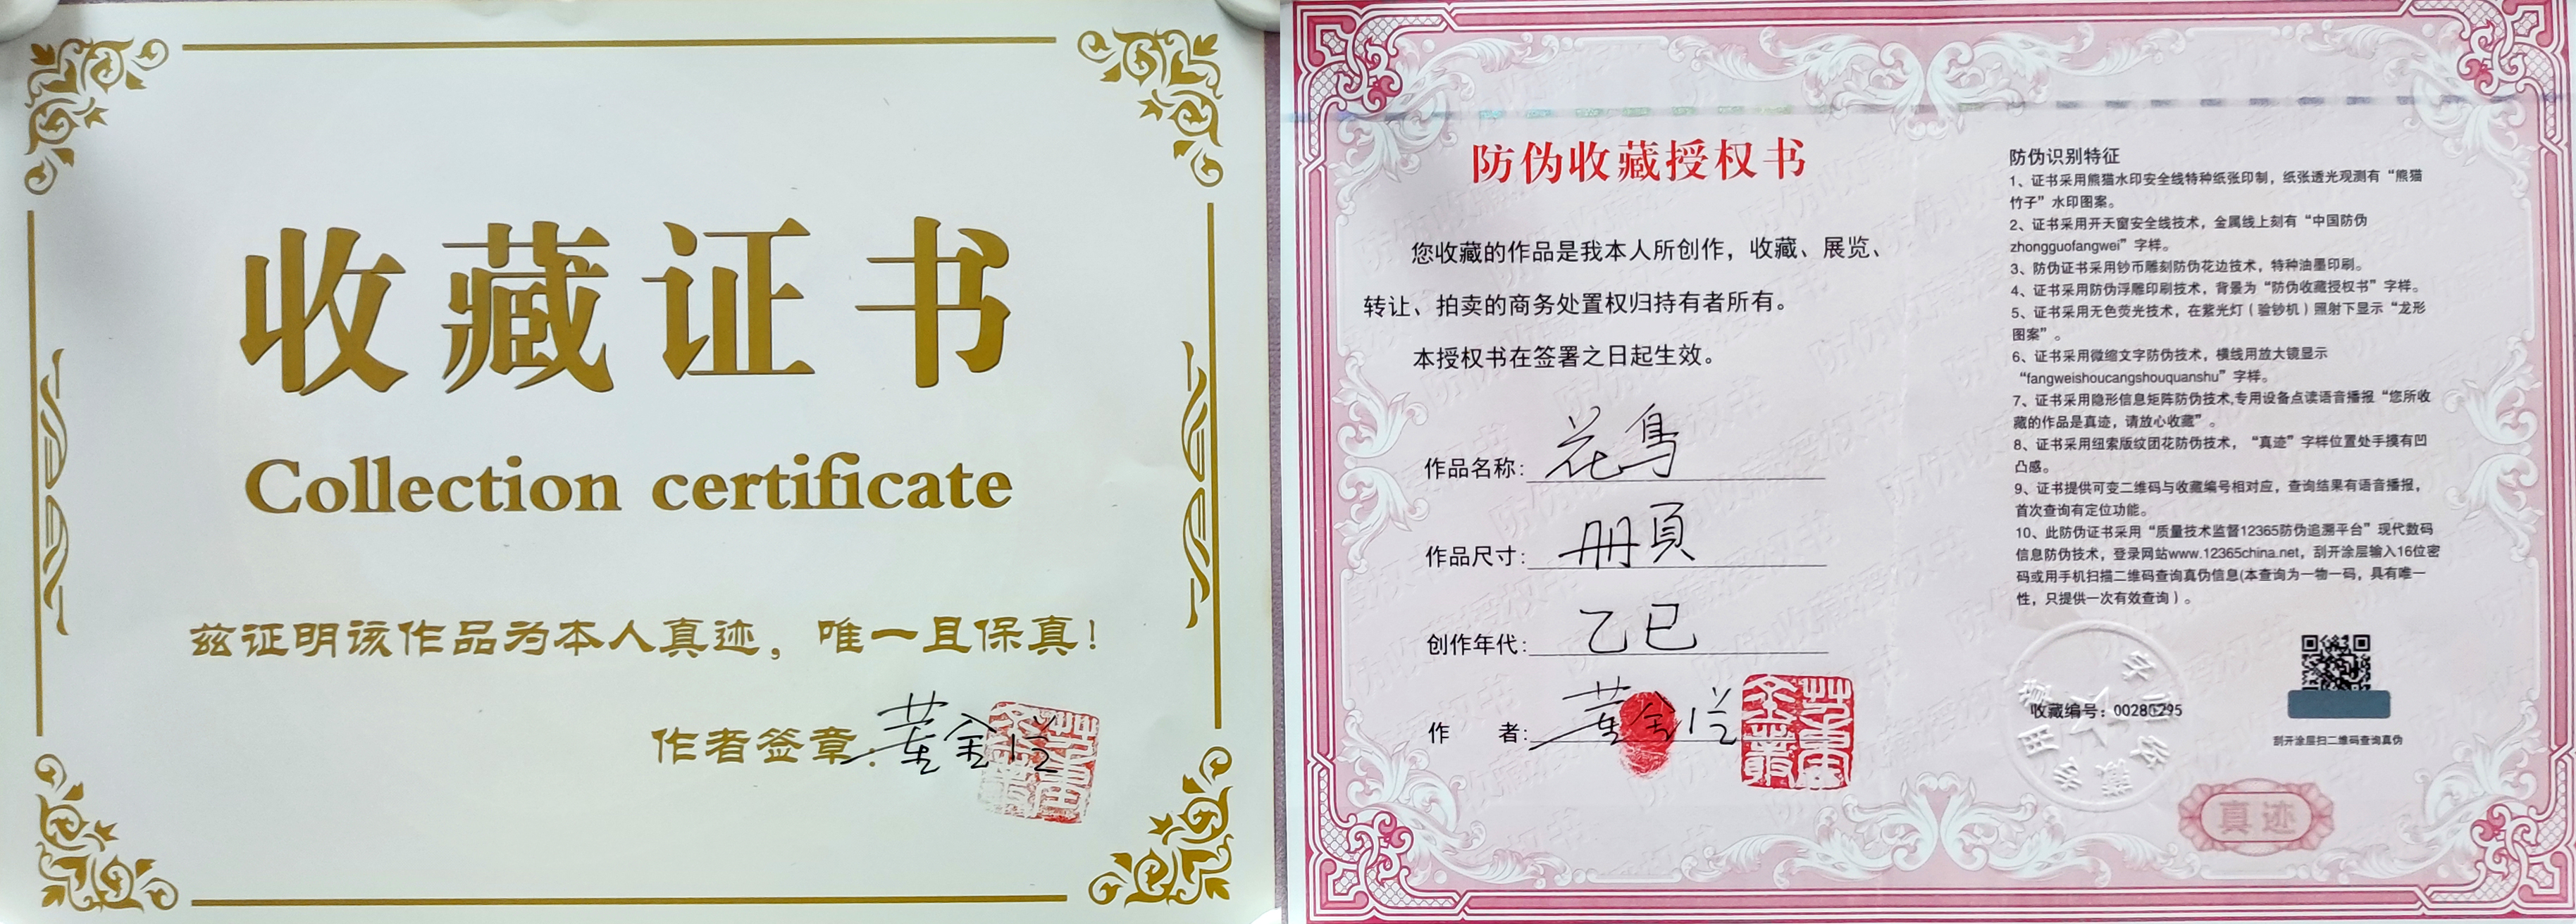 收藏证书
Collection certificate
兹证明该作品为本人真迹，唯一且保真！
作者签章：黄金
防伪收藏授权书
您收藏的作品是我本人所创作，收藏、展览、
转让、拍卖的商务处置权归持有者所有。
本授权书在签署之日起生效。
作品名称：花鸟
作品尺寸：册頁
创作年代：乙巳
作 者：
防伪识别特征
1、证书采用熊猫水印安全线特种纸张印制，纸张透光观测有“熊猫
竹子”水印图案。
2、证书采用开天窗安全线技术，金属线上刻有“中国防伪
zhongguofangwei”字样。
3、防伪证书采用钞币雕刻防伪花边技术，特种油墨印刷。
4、证书采用防伪浮雕印刷技术，背景为“防伪收藏授权书”字样。
5、证书采用无色荧光技术，在紫光灯（验钞机）照射下显示“龙形
图案”。
6、证书采用微缩文字防伪技术，横线用放大镜显示
“fangweishoucangshouquanshu”字样。
7、证书采用隐形信息矩阵防伪技术,专用设备点读语音播报“您所收
藏的作品是真迹，请放心收藏”。
8、证书采用纽索版纹团花防伪技术，“真迹”字样位置处手摸有凹
凸感。
9、证书提供可变二维码与收藏编号相对应，查询结果有语音播报，
首次查询有定位功能。
10、此防伪证书采用“质量技术监督12365防伪追溯平台”现代数码
信息防伪技术，登录网站www.12365china.net，刮开涂层输入16位密
码或用手机扫描二维码查询真伪信息(本查询为一物一码，具有唯一
性，只提供一次有效查询）。
收藏编号：00286295
刮开涂层扫二维码查询真伪
真迹